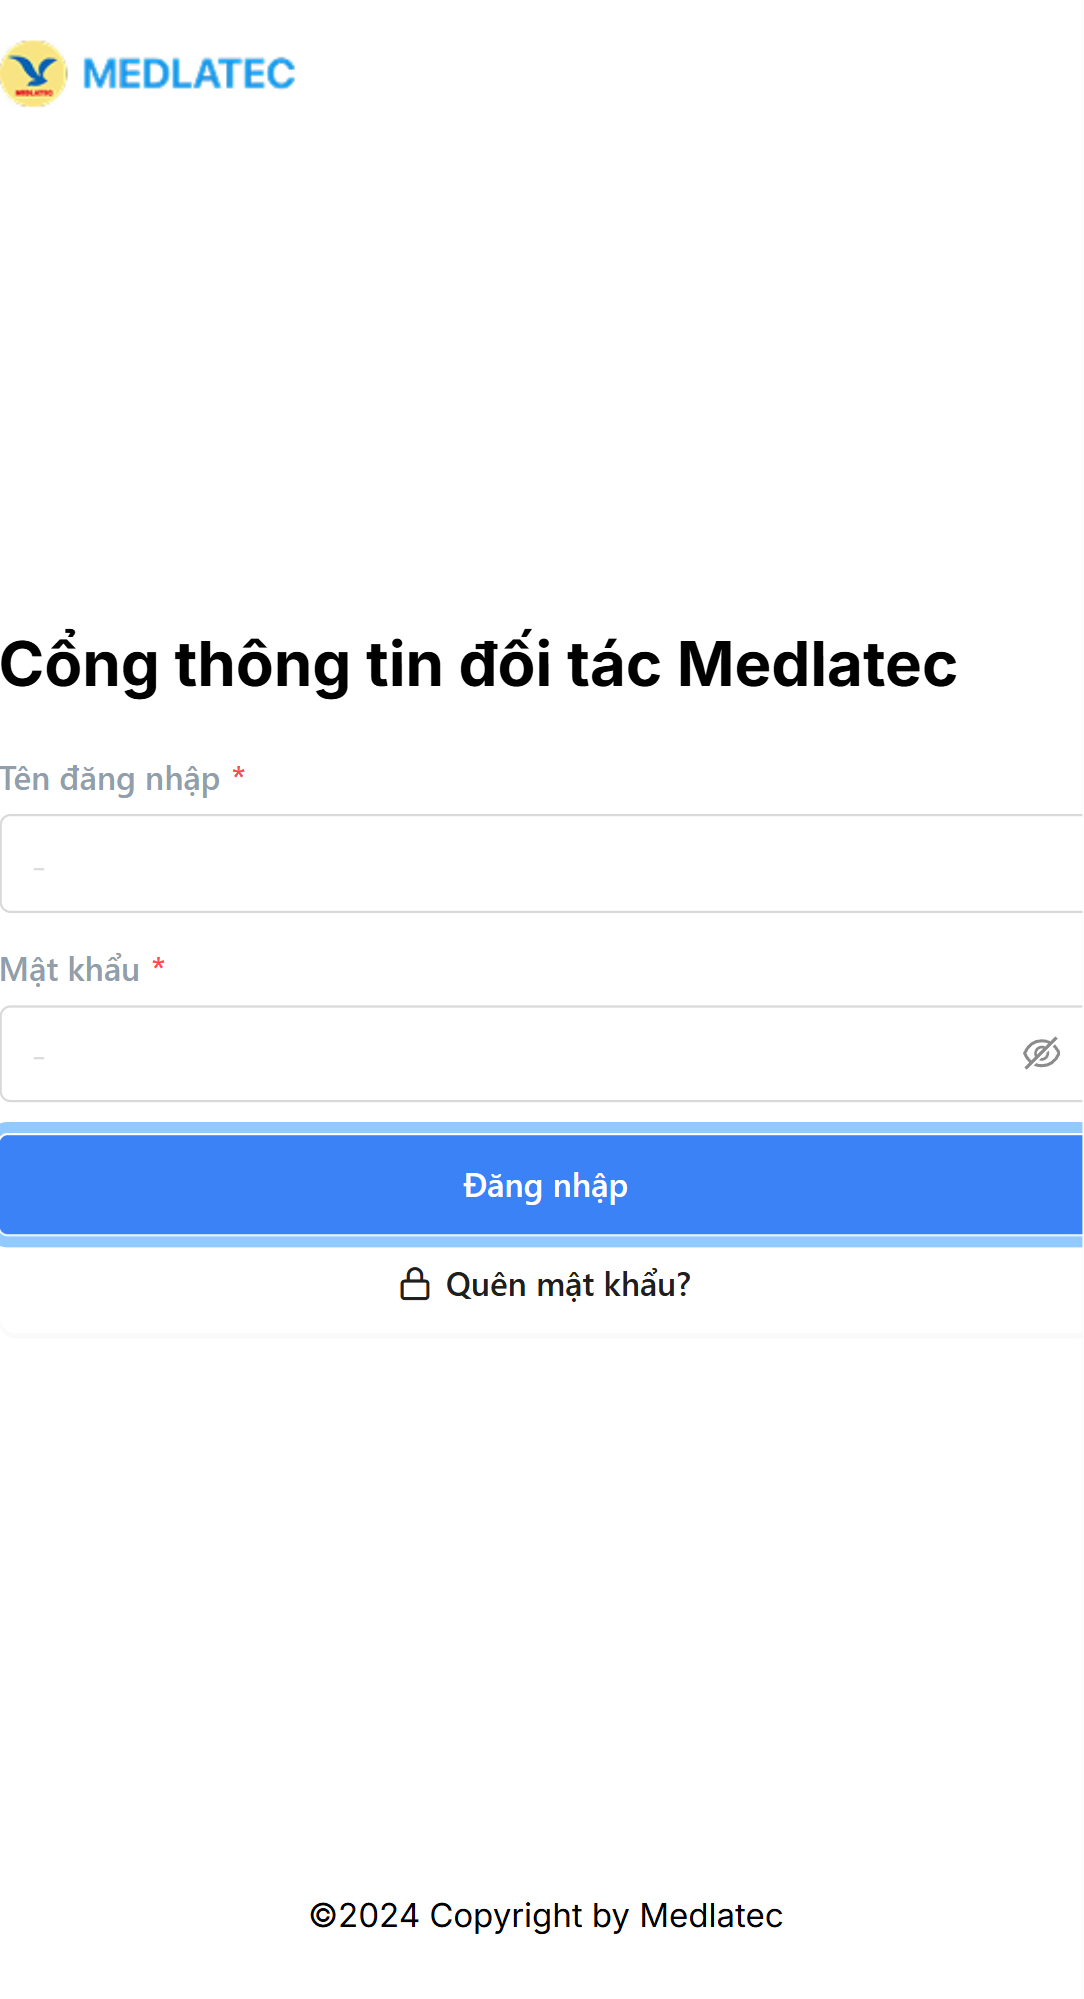 MEDLATEC
MEDLATEC
Cổng thông tin đối tác Medlatec
Tên đăng nhập *
-
Mật khẩu *
-
Đăng nhập
Quên mật khẩu?
©2024 Copyright by Medlatec